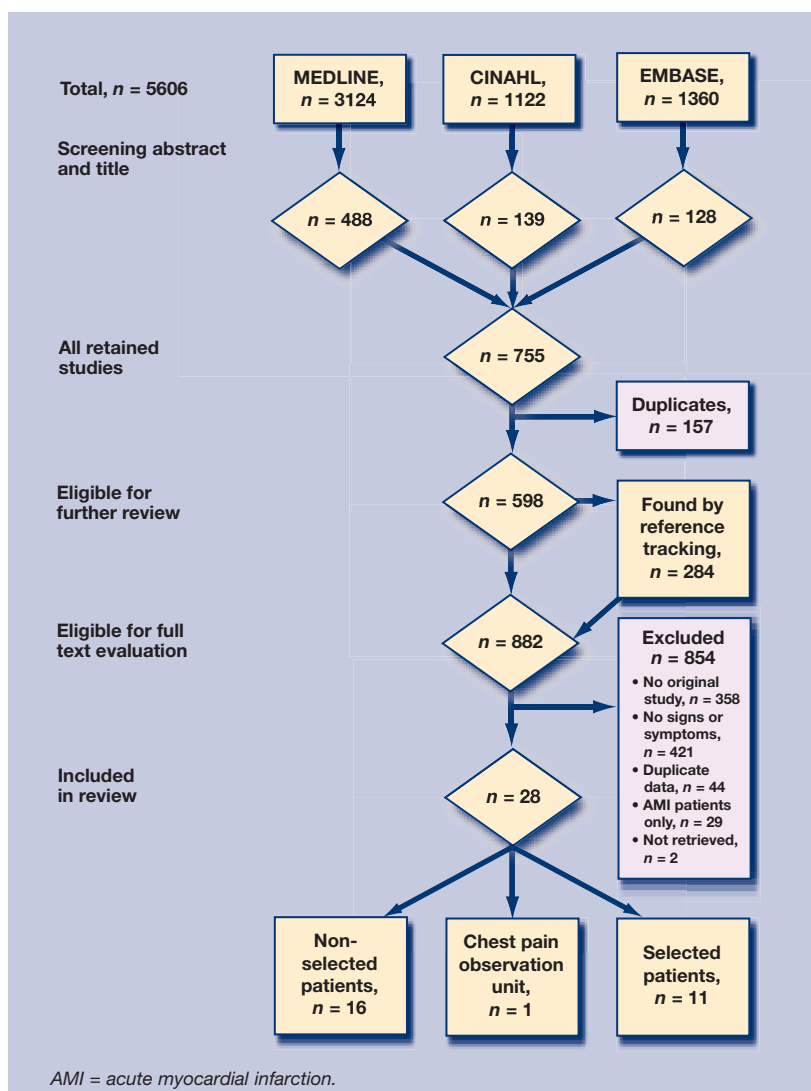 Total, n = 5606
MEDLINE,
n = 3124
CINAHL,
n = 1122
EMBASE,
n = 1360
Screening abstract
and title
n = 488
n = 139
n = 128
All retained
studies
n = 755
Duplicates,
n = 157
Eligible for
further review
n = 598
Found by
reference
tracking,
n = 284
Eligible for full
text evaluation
n = 882
Excluded
n = 854
• No original
study, n = 358
• No signs or
symptoms,
n = 421
• Duplicate
data, n = 44
• AMI patients
only, n = 29
• Not retrieved,
n = 2
Included
in review
n = 28
Non-
selected
patients,
n = 16
Chest pain
observation
unit,
n = 1
Selected
patients,
n = 11
AMI = acute myocardial infarction.